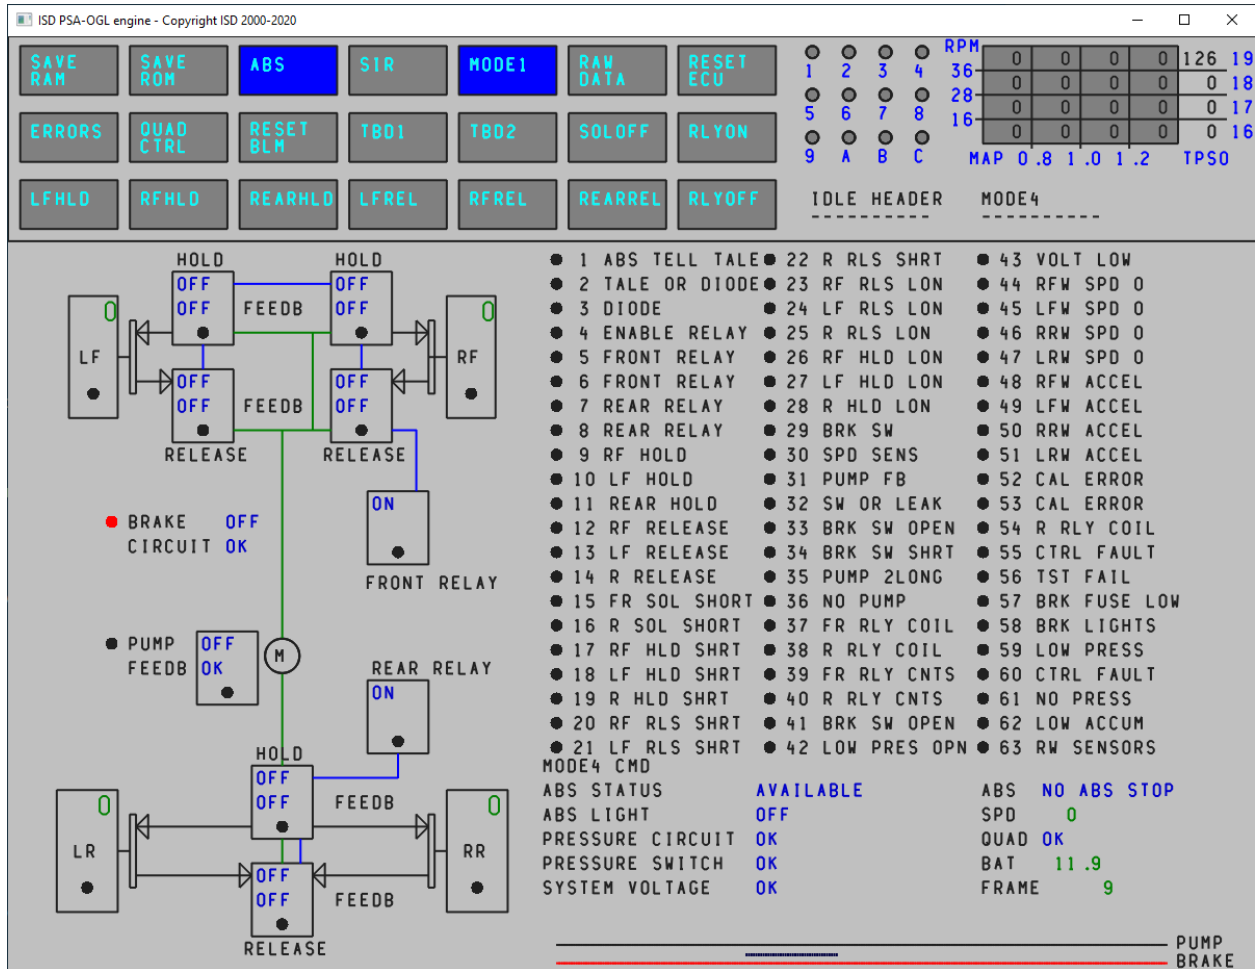 ISD PSA-OGL engine - Copyright ISD 2000-2020
SAVE RAM
SAVE ROM
ABS
SIR
MODE1
RAW DATA
RESET ECU
ERRORS
QUAD CTRL
RESET BLM
TBD1
TBD2
SOLOFF
RLYON
LFHLD
RFHLD
REARHLD
LFREL
RFREL
REARREL
RLYOFF
1 2 3 4
5 6 7 8
9 A B C
RPM
0 0 0 0 126 19
36
0 0 0 0 0 18
28
0 0 0 0 0 17
16
0 0 0 0 0 16
MAP 0.8 1.0 1.2 TPS0
IDLE HEADER MODE4
---------- ----------
HOLD HOLD
OFF OFF
OFF FEEDB OFF
0 0
LF RF
OFF OFF
OFF FEEDB OFF
RELEASE RELEASE
ON
FRONT RELAY
BRAKE OFF
CIRCUIT OK
PUMP OFF
FEEDB OK
M
REAR RELAY
ON
HOLD
OFF
OFF FEEDB
0 0
LR RR
OFF
OFF FEEDB
RELEASE
1 ABS TELL TALE
2 TALE OR DIODE
3 DIODE
4 ENABLE RELAY
5 FRONT RELAY
6 FRONT RELAY
7 REAR RELAY
8 REAR RELAY
9 RF HOLD
10 LF HOLD
11 REAR HOLD
12 RF RELEASE
13 LF RELEASE
14 R RELEASE
15 FR SOL SHORT
16 R SOL SHORT
17 RF HLD SHRT
18 LF HLD SHRT
19 R HLD SHRT
20 RF RLS SHRT
21 LF RLS SHRT
22 R RLS SHRT
23 RF RLS LON
24 LF RLS LON
25 R RLS LON
26 RF HLD LON
27 LF HLD LON
28 R HLD LON
29 BRK SW
30 SPD SENS
31 PUMP FB
32 SW OR LEAK
33 BRK SW OPEN
34 BRK SW SHRT
35 PUMP 2LONG
36 NO PUMP
37 FR RLY COIL
38 R RLY COIL
39 FR RLY CNTS
40 R RLY CNTS
41 BRK SW OPEN
42 LOW PRES OPN
43 VOLT LOW
44 RFW SPD 0
45 LFW SPD 0
46 RRW SPD 0
47 LRW SPD 0
48 RFW ACCEL
49 LFW ACCEL
50 RRW ACCEL
51 LRW ACCEL
52 CAL ERROR
53 CAL ERROR
54 R RLY COIL
55 CTRL FAULT
56 TST FAIL
57 BRK FUSE LOW
58 BRK LIGHTS
59 LOW PRESS
60 CTRL FAULT
61 NO PRESS
62 LOW ACCUM
63 RW SENSORS
MODE4 CMD
ABS STATUS AVAILABLE
ABS LIGHT OFF
PRESSURE CIRCUIT OK
PRESSURE SWITCH OK
SYSTEM VOLTAGE OK
ABS NO ABS STOP
SPD 0
QUAD OK
BAT 11.9
FRAME 9
PUMP
BRAKE